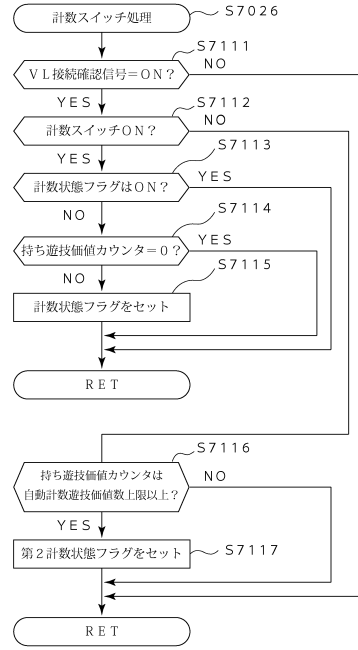 計数スイッチ処理
S7026
S7111
ＶＬ接続確認信号＝ＯＮ？
NO
YES
S7112
計数スイッチＯＮ？
NO
YES
S7113
計数状態フラグはＯＮ？
YES
NO
S7114
持ち遊技価値カウンタ＝０？
YES
NO
S7115
計数状態フラグをセット
ＲＥＴ
S7116
持ち遊技価値カウンタは
自動計数遊技価値数上限以上？
NO
YES
第２計数状態フラグをセット
S7117
ＲＥＴ